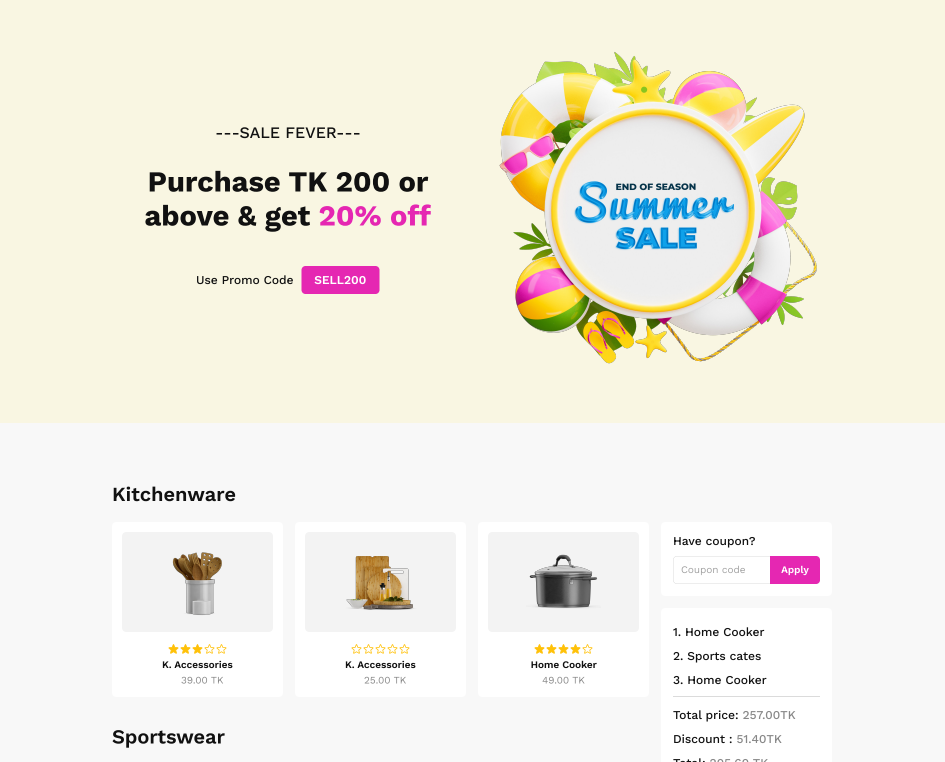 ---SALE FEVER---
Purchase TK 200 or
above & get 20% off
Use Promo Code SELL200
END OF SEASON
Summer
SALE
Kitchenware
K. Accessories
39.00 TK
K. Accessories
25.00 TK
Home Cooker
49.00 TK
Have coupon?
Coupon code Apply
1. Home Cooker
2. Sports cates
3. Home Cooker
Total price: 257.00TK
Discount : 51.40TK
Sportswear